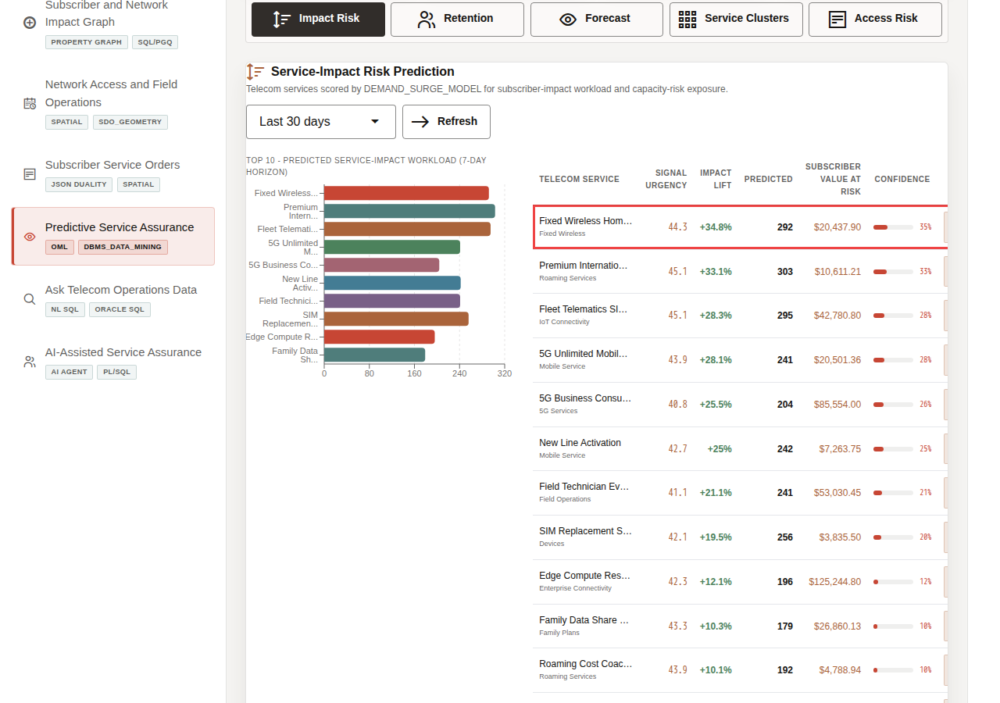 Subscriber and Network
Impact Graph
PROPERTY GRAPH SQL/PGQ
Network Access and Field
Operations
SPATIAL SDO_GEOMETRY
Subscriber Service Orders
JSON DUALITY SPATIAL
Predictive Service Assurance
OML DBMS_DATA_MINING
Ask Telecom Operations Data
NL SQL ORACLE SQL
AI-Assisted Service Assurance
AI AGENT PL/SQL
Impact Risk Retention Forecast Service Clusters Access Risk
Service-Impact Risk Prediction
Telecom services scored by DEMAND_SURGE_MODEL for subscriber-impact workload and capacity-risk exposure.
Last 30 days Refresh
TOP 10 - PREDICTED SERVICE-IMPACT WORKLOAD (7-DAY
HORIZON)
Fixed Wireless...
Premium
Intern...
Fleet Telemati...
5G Unlimited
M...
5G Business Co...
New Line
Activ...
Field Technici...
SIM
Replacemen...
Edge Compute R...
Family Data
Sh...
0 80 160 240 320
TELECOM SERVICE SIGNAL URGENCY IMPACT LIFT PREDICTED SUBSCRIBER VALUE AT RISK CONFIDENCE
Fixed Wireless Hom… 44.3 +34.8% 292 $20,437.90 35%
Fixed Wireless
Premium Internatio… 45.1 +33.1% 303 $10,611.21 33%
Roaming Services
Fleet Telematics SI… 45.1 +28.3% 295 $42,780.80 28%
IoT Connectivity
5G Unlimited Mobil… 43.9 +28.1% 241 $20,501.36 28%
Mobile Service
5G Business Consu… 40.8 +25.5% 204 $85,554.00 26%
5G Services
New Line Activation 42.7 +25% 242 $7,263.75 25%
Mobile Service
Field Technician Ev… 41.1 +21.1% 241 $53,030.45 21%
Field Operations
SIM Replacement S… 42.1 +19.5% 256 $3,835.50 20%
Devices
Edge Compute Res… 42.3 +12.1% 196 $125,244.80 12%
Enterprise Connectivity
Family Data Share … 43.3 +10.3% 179 $26,860.13 10%
Family Plans
Roaming Cost Coac… 43.9 +10.1% 192 $4,788.94 10%
Roaming Services